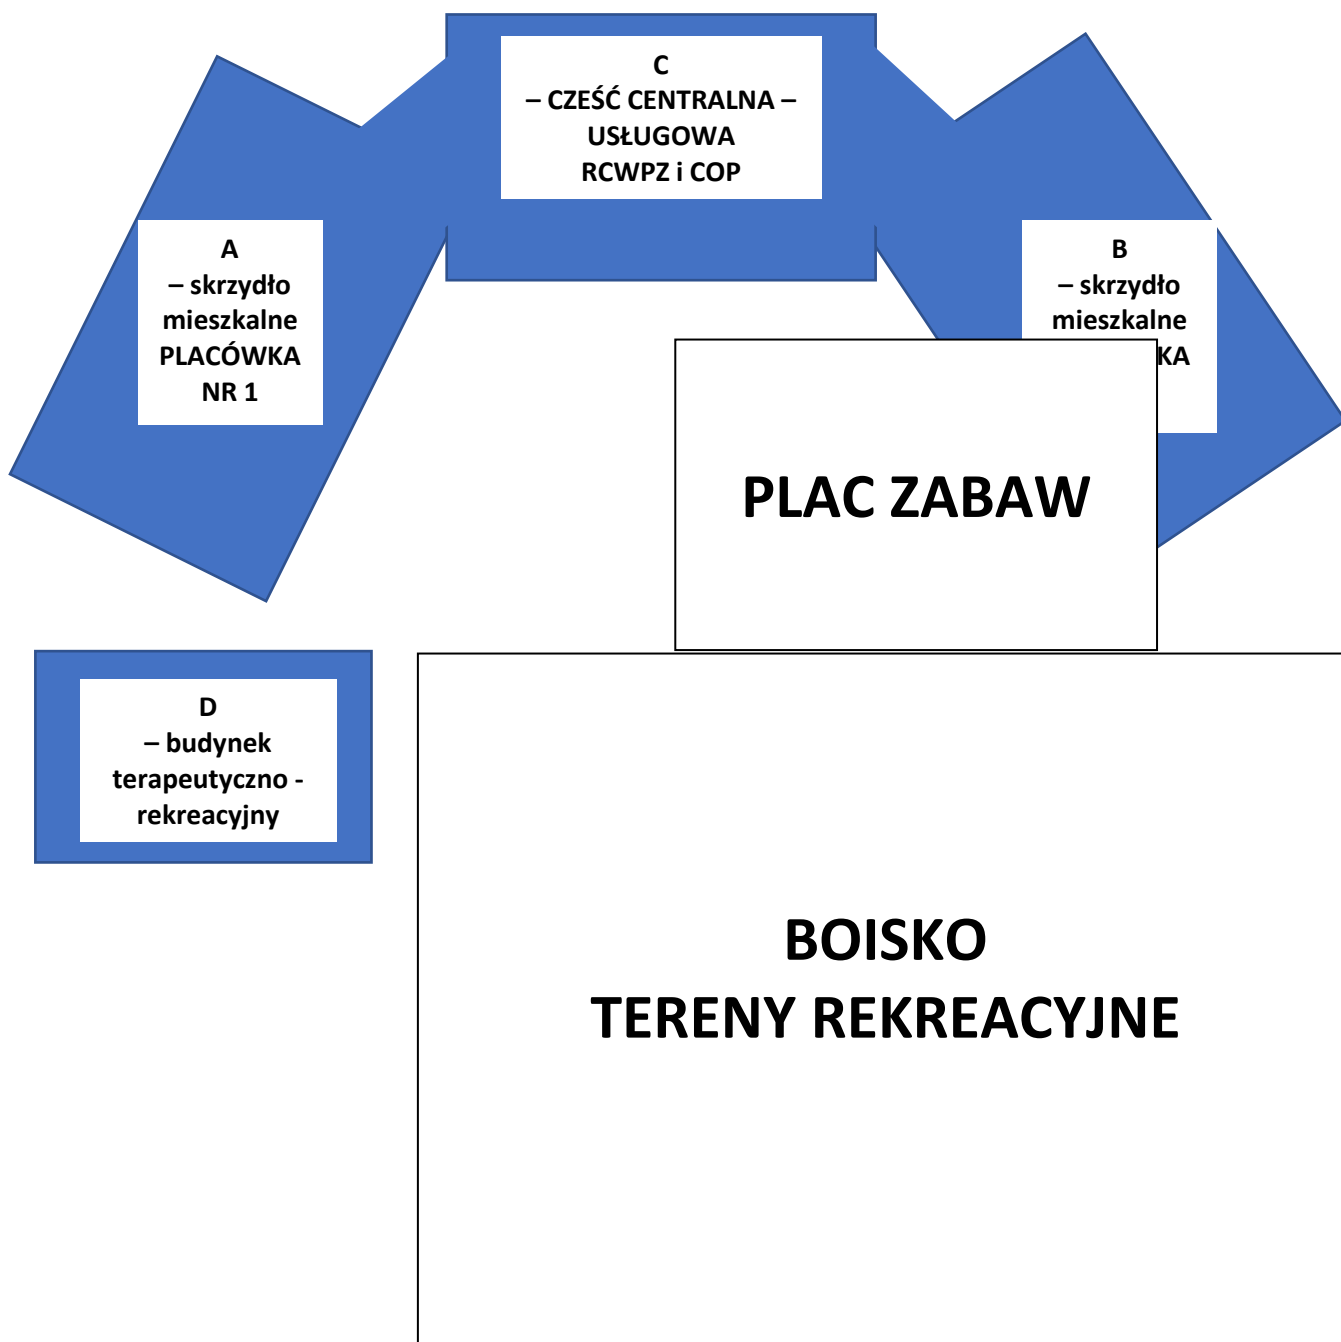 C
– CZEŚĆ CENTRALNA –
USŁUGOWA
RCWPZ i COP
A
– skrzydło
mieszkalne
PLACÓWKA
NR 1
B
– skrzydło
mieszkalne
KA
PLAC ZABAW
D
– budynek
terapeutyczno -
rekreacyjny
BOISKO
TERENY REKREACYJNE